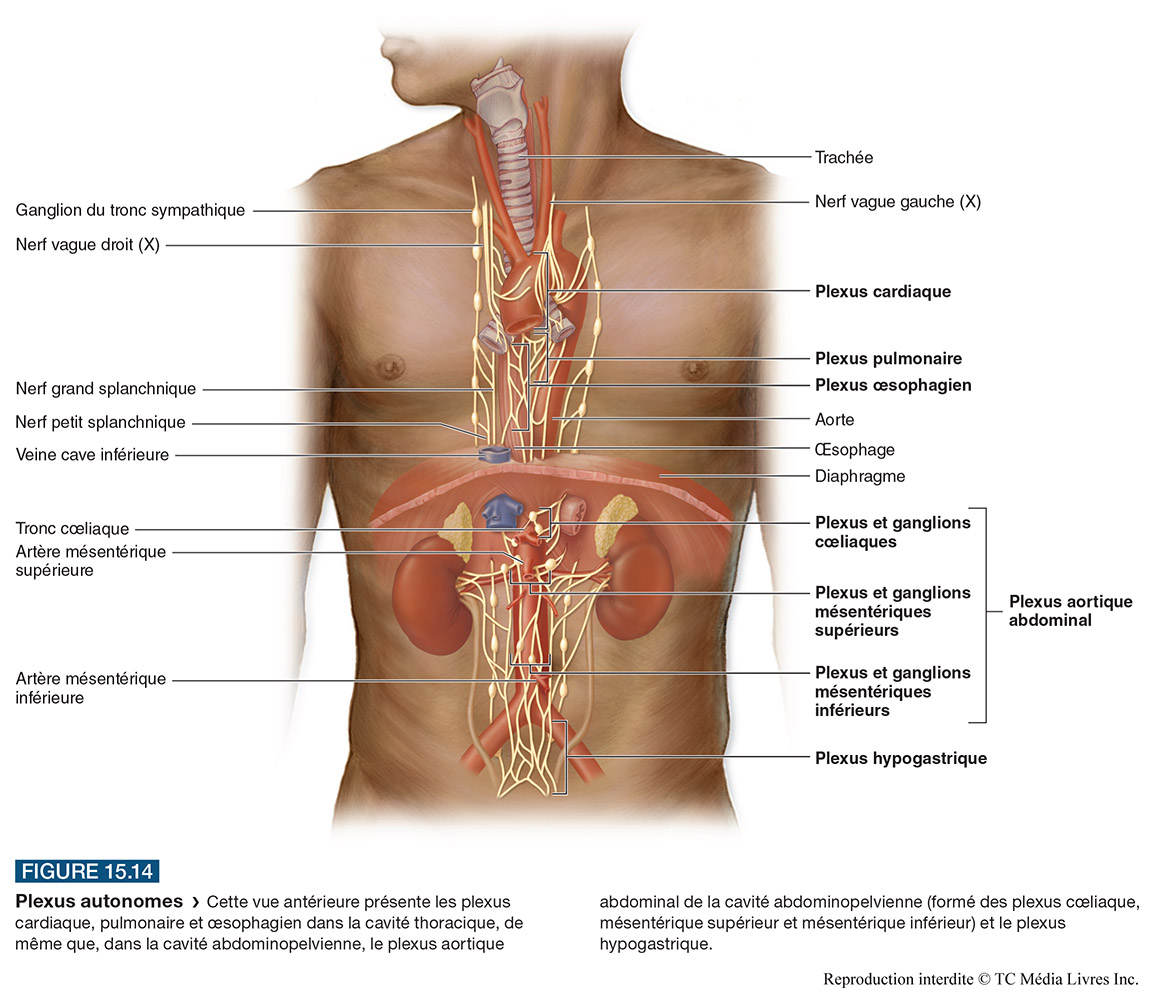 Trachée
Nerf vague gauche (X)
Ganglion du tronc sympathique
Nerf vague droit (X)
Plexus cardiaque
Plexus pulmonaire
Plexus œsophagien
Nerf grand splanchnique
Aorte
Nerf petit splanchnique
Œsophage
Veine cave inférieure
Diaphragme
Plexus et ganglions
cœliaques
Tronc cœliaque
Artère mésentérique
supérieure
Plexus et ganglions
mésentériques
supérieurs
Plexus aortique
abdominal
Plexus et ganglions
mésentériques
inférieurs
Artère mésentérique
inférieure
Plexus hypogastrique
FIGURE 15.14
Plexus autonomes › Cette vue antérieure présente les plexus
cardiaque, pulmonaire et œsophagien dans la cavité thoracique, de
même que, dans la cavité abdominopelvienne, le plexus aortique
abdominal de la cavité abdominopelvienne (formé des plexus cœliaque,
mésentérique supérieur et mésentérique inférieur) et le plexus
hypogastrique.
Reproduction interdite © TC Média Livres Inc.